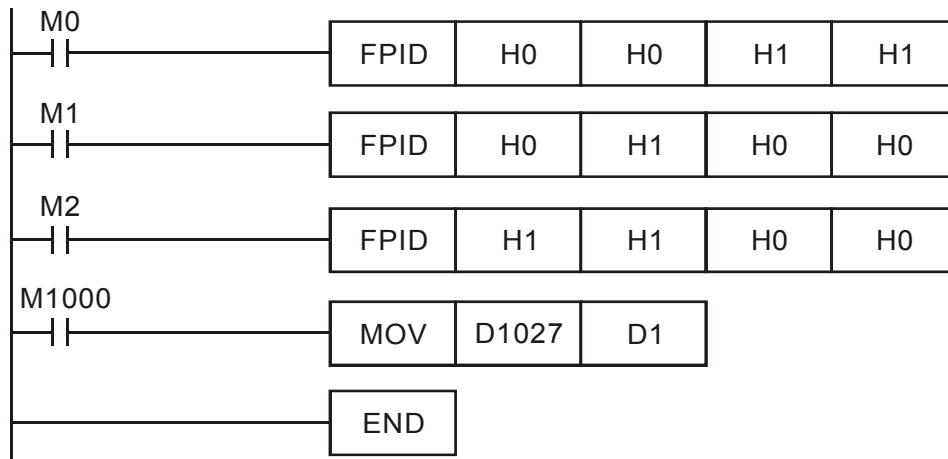 M0
FPID H0 H0 H1 H1
M1
FPID H0 H1 H0 H0
M2
FPID H1 H1 H0 H0
M1000
MOV D1027 D1
END